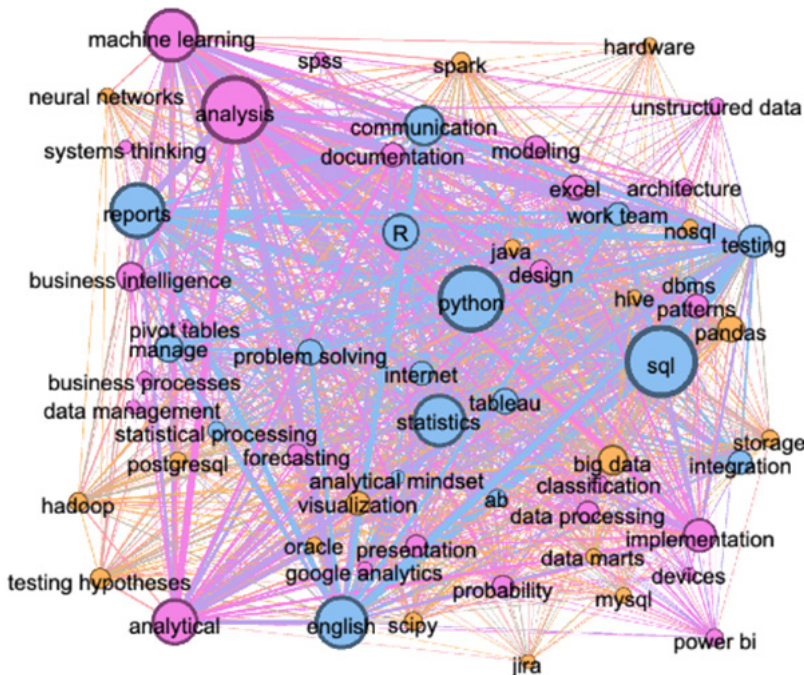 machine learning
hardware
spss
spark
neural networks
unstructured data
analysis
communication
systems thinking
documentation
modeling
excel
architecture
reports
work team
R
nosql
testing
java
business intelligence
design
dbms
hive
patterns
python
pandas
pivot tables
manage
problem solving
sql
internet
business processes
tableau
data management
statistics
statistical processing
storage
postgresql
forecasting
big data
integration
analytical mindset
classification
hadoop
visualization
ab
data processing
oracle
presentation
implementation
data marts
testing hypotheses
google analytics
devices
probability
mysql
analytical
english
scipy
power bi
jira